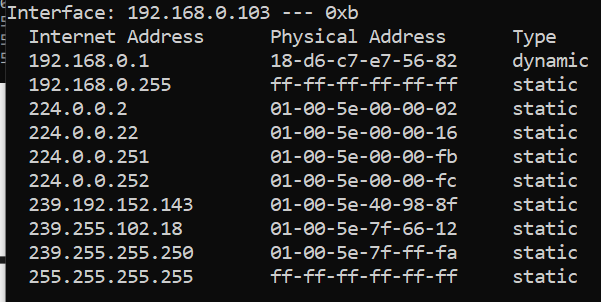 Interface: 192.168.0.103 --- 0xb
Internet Address Physical Address Type
192.168.0.1 18-d6-c7-e7-56-82 dynamic
192.168.0.255 ff-ff-ff-ff-ff-ff static
224.0.0.2 01-00-5e-00-00-02 static
224.0.0.22 01-00-5e-00-00-16 static
224.0.0.251 01-00-5e-00-00-fb static
224.0.0.252 01-00-5e-00-00-fc static
239.192.152.143 01-00-5e-40-98-8f static
239.255.102.18 01-00-5e-7f-66-12 static
239.255.255.250 01-00-5e-7f-ff-fa static
255.255.255.255 ff-ff-ff-ff-ff-ff static